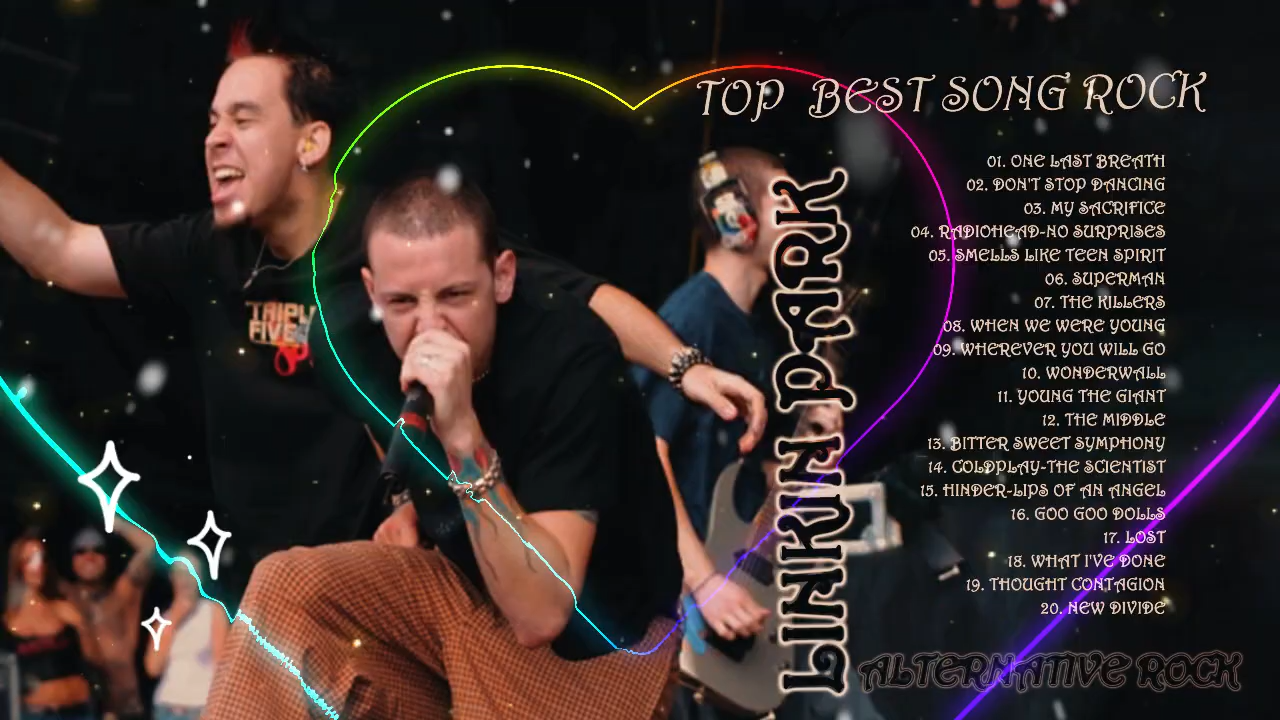 TOP BEST SONG ROCK
01. ONE LAST BREATH
02. DON'T STOP DANCING
03. MY SACRIFICE
04. RADIOHEAD-NO SURPRISES
05. SMELLS LIKE TEEN SPIRIT
06. SUPERMAN
07. THE KILLERS
08. WHEN WE WERE YOUNG
09. WHEREVER YOU WILL GO
10. WONDERWALL
11. YOUNG THE GIANT
12. THE MIDDLE
13. BITTER SWEET SYMPHONY
14. COLDPLAY-THE SCIENTIST
15. HINDER-LIPS OF AN ANGEL
16. GOO GOO DOLLS
17. LOST
18. WHAT I'VE DONE
19. THOUGHT CONTAGION
20. NEW DIVIDE
LINKIN PARK
ALTERNATIVE ROCK
TRIPL
FIVE